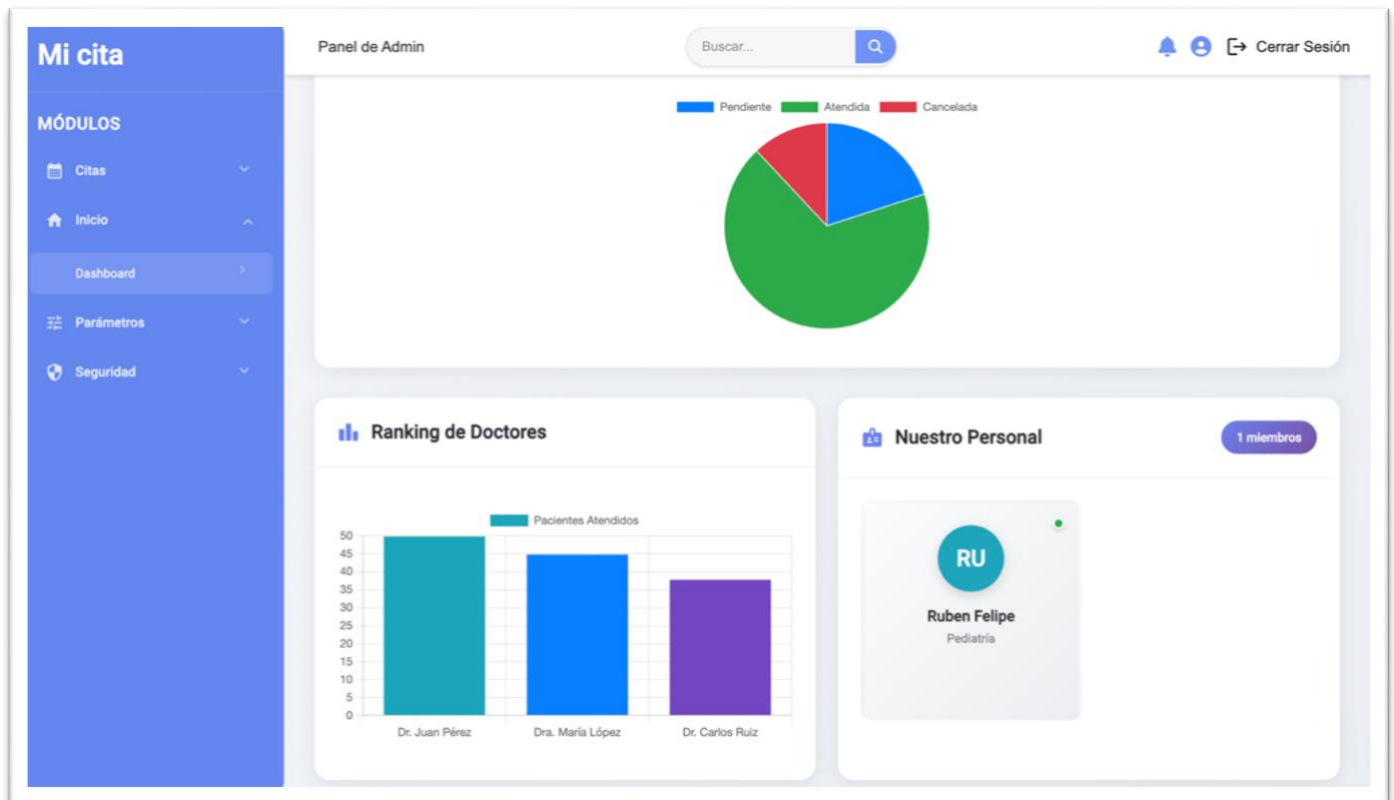 Mi cita
Panel de Admin
Buscar...
Cerrar Sesión
MÓDULOS
Citas
Inicio
Dashboard
Parámetros
Seguridad
Pendiente Atendida Cancelada
Ranking de Doctores
Pacientes Atendidos
50
45
40
35
30
25
20
15
10
5
0
Dr. Juan Pérez Dra. María López Dr. Carlos Ruiz
Nuestro Personal
1 miembros
RU
Ruben Felipe
Pediatría